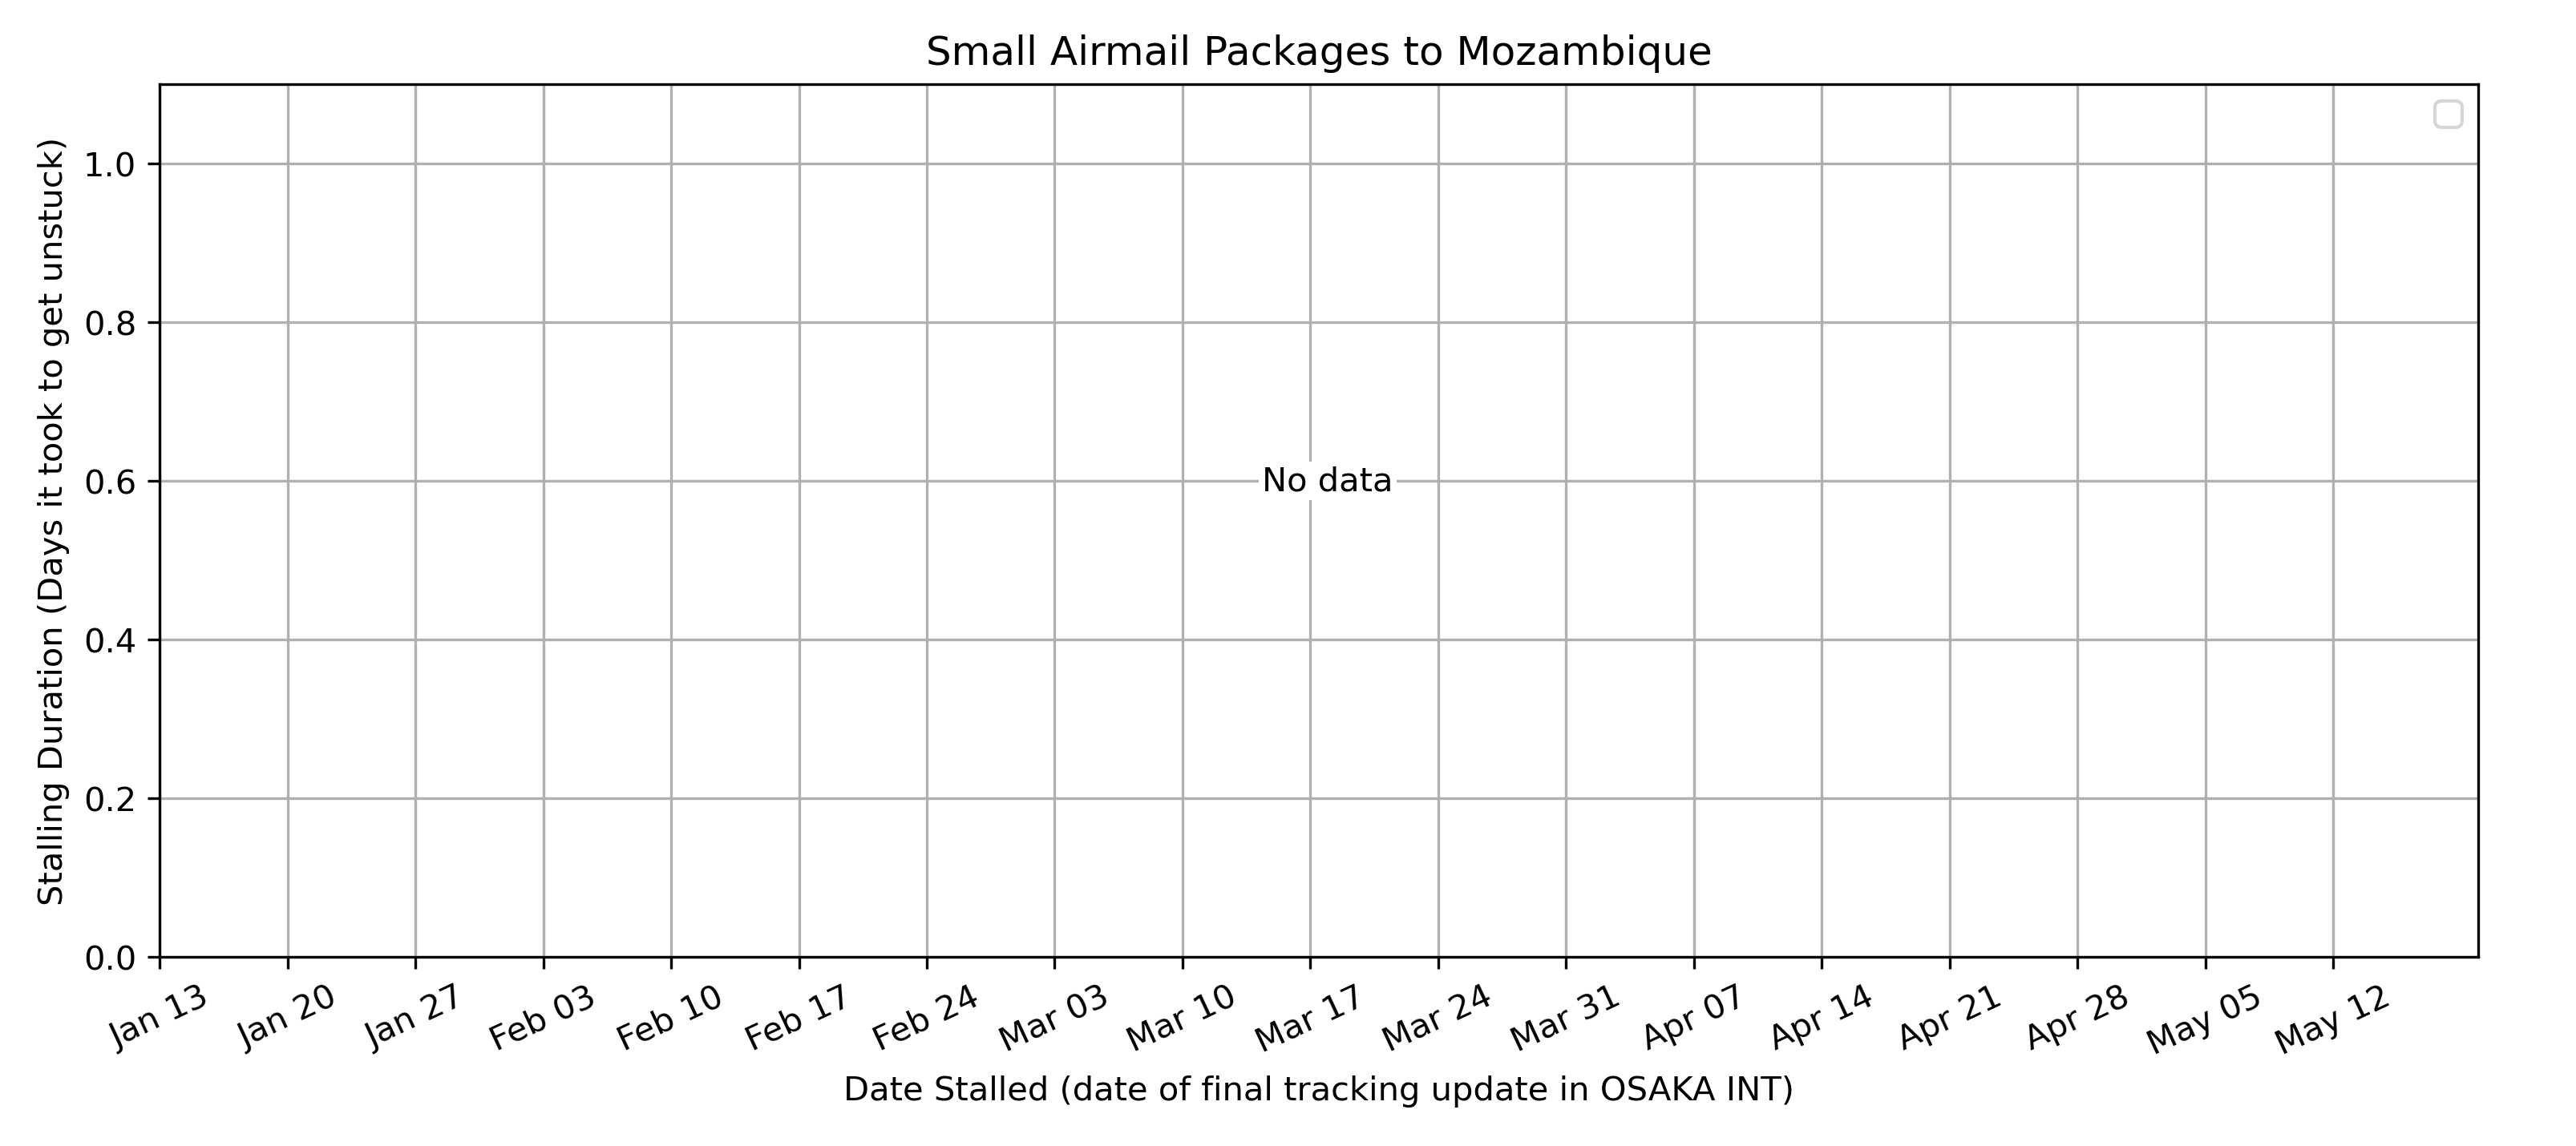 Small Airmail Packages to Mozambique
Stalling Duration (Days it took to get unstuck)
1.0
0.8
0.6
0.4
0.2
0.0
No data
Jan 13
Jan 20
Jan 27
Feb 03
Feb 10
Feb 17
Feb 24
Mar 03
Mar 10
Mar 17
Mar 24
Mar 31
Apr 07
Apr 14
Apr 21
Apr 28
May 05
May 12
Date Stalled (date of final tracking update in OSAKA INT)